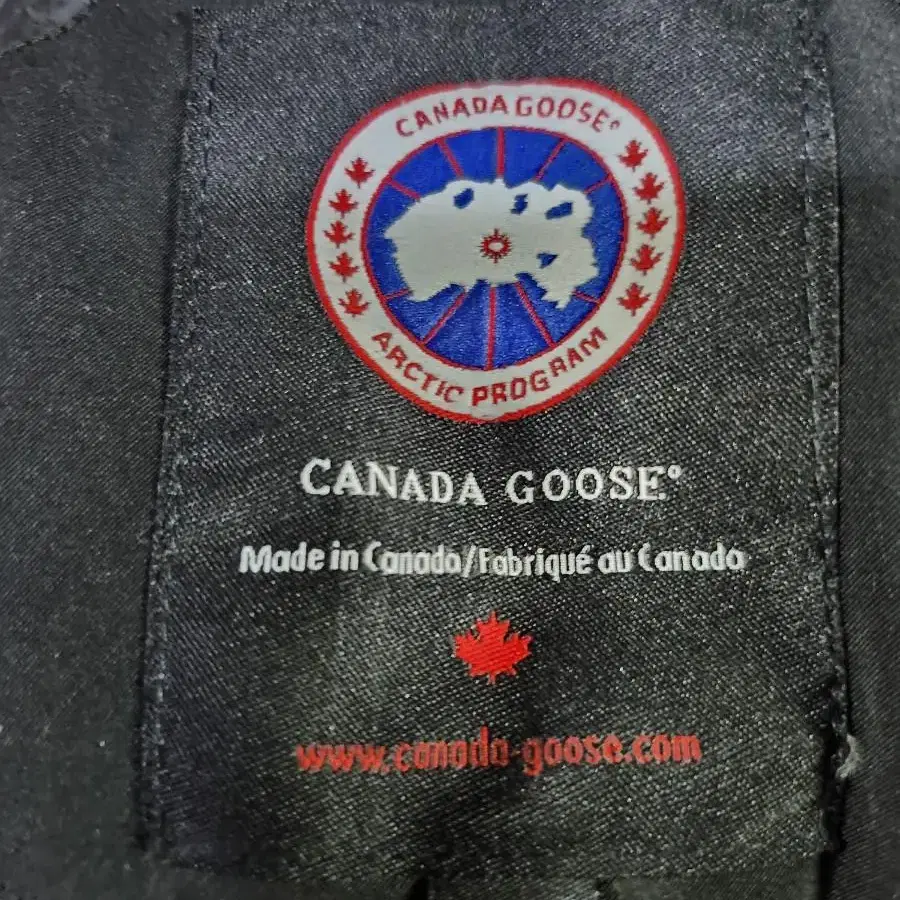 CANADA GOOSE®
ARCTIC PROGRAM
CANADA GOOSE®
Made in Canada/Fabriqué au Canada
www.canada-goose.com